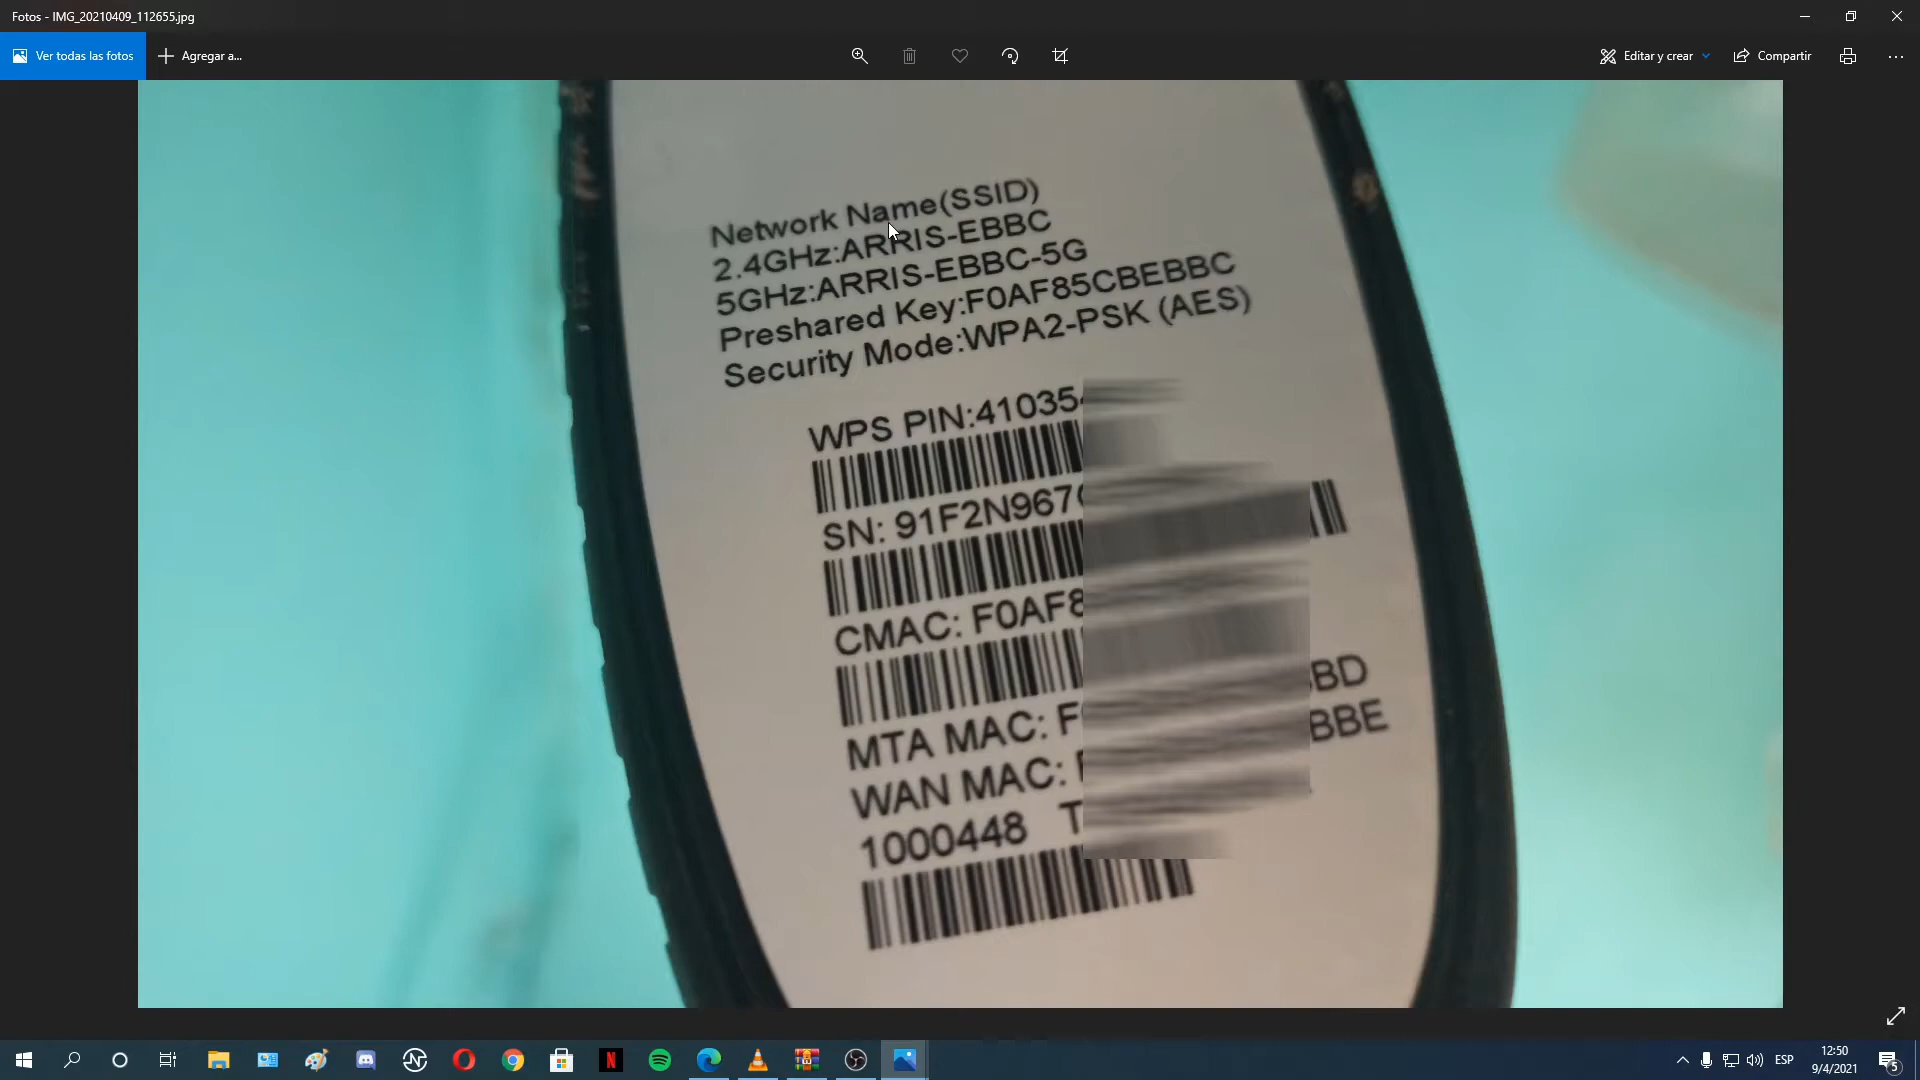 Fotos - IMG_20210409_112655.jpg
Ver todas las fotos
Agregar a...
Editar y crear
Compartir
Network Name(SSID)
2.4GHz:ARRIS-EBBC
5GHz:ARRIS-EBBC-5G
Preshared Key:F0AF85CBEBBC
Security Mode:WPA2-PSK (AES)
WPS PIN:41035
SN: 91F2N967
CMAC: F0AF8
MTA MAC: F BD
WAN MAC: BBE
1000448 T
ESP
12:50
9/4/2021
5